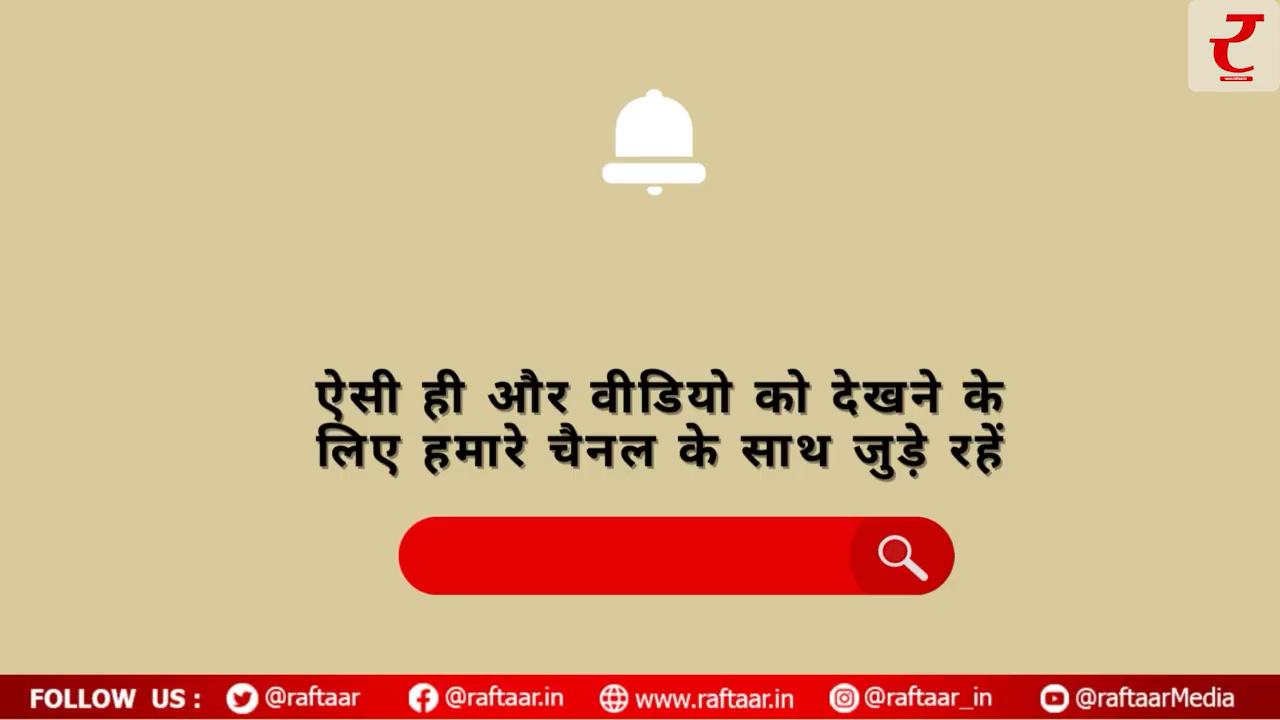 ऐसी ही और वीडियो को देखने के
लिए हमारे चैनल के साथ जुड़े रहें
FOLLOW US : @raftaar @raftaar.in www.raftaar.in @raftaar_in @raftaarMedia